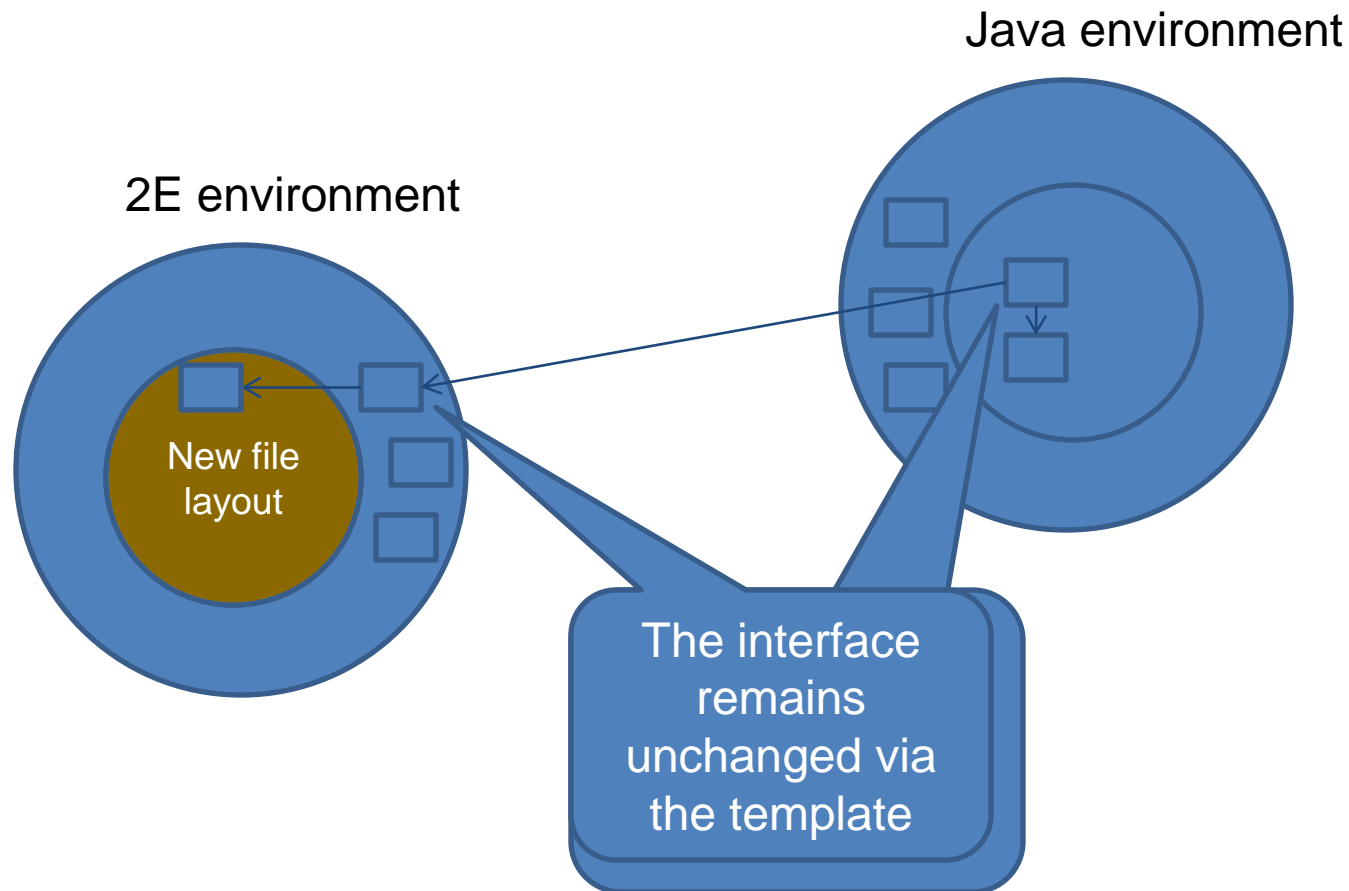 Java environment
2E environment
New file
layout
The interface
remains
unchanged via
the template